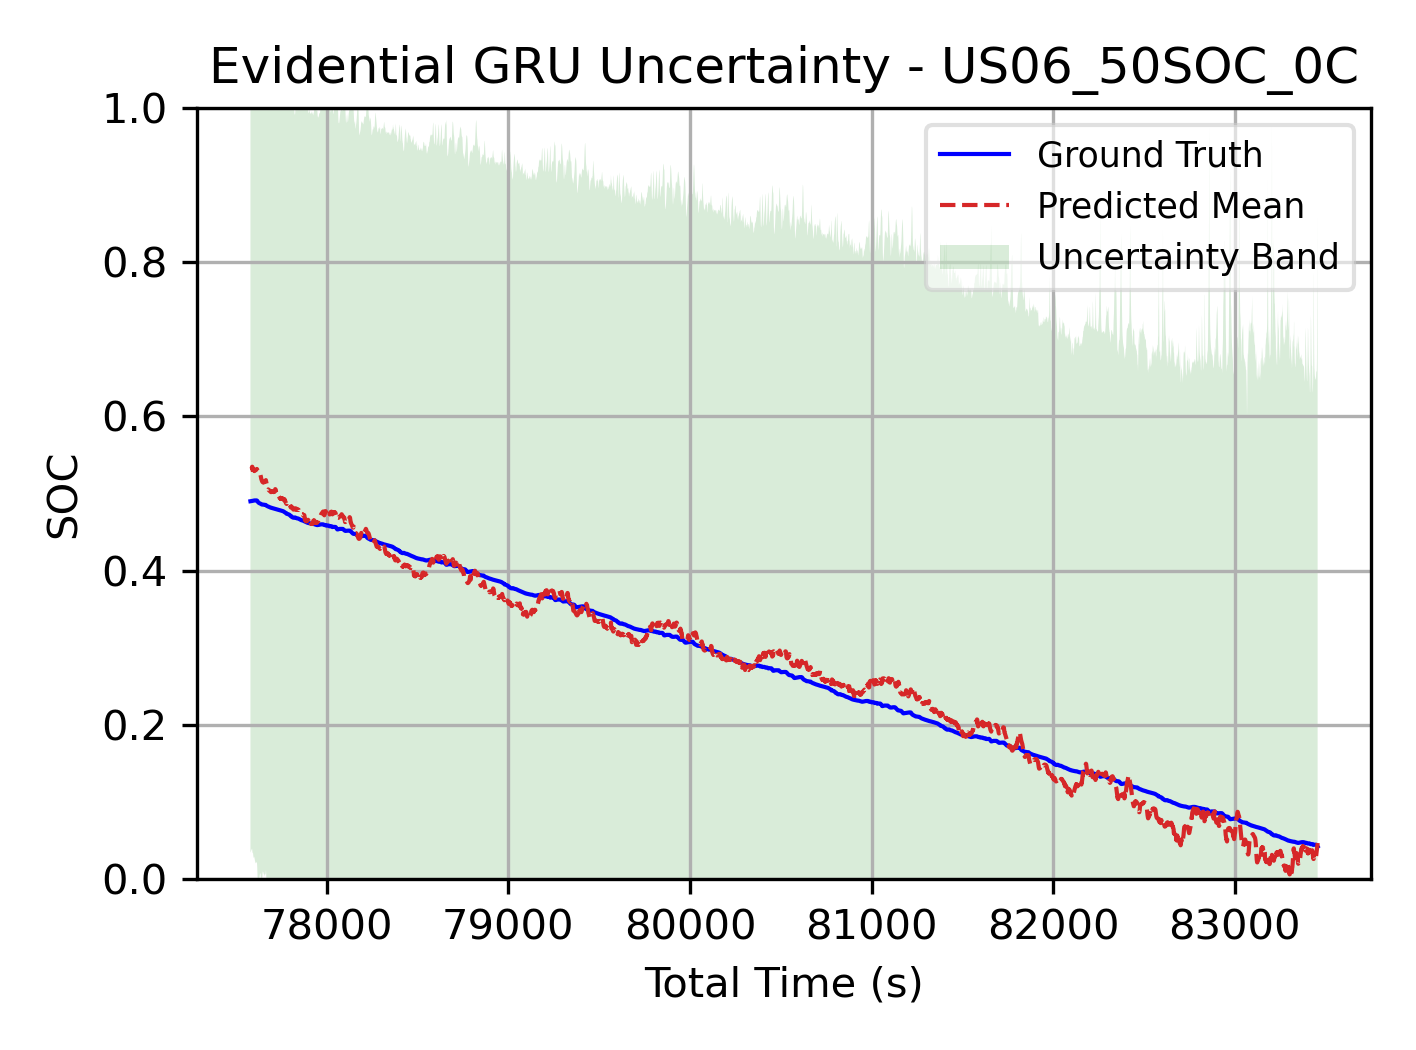 Evidential GRU Uncertainty - US06_50SOC_0C
1.0
0.8
0.6
0.4
0.2
0.0
SOC
Ground Truth
Predicted Mean
Uncertainty Band
78000 79000 80000 81000 82000 83000
Total Time (s)